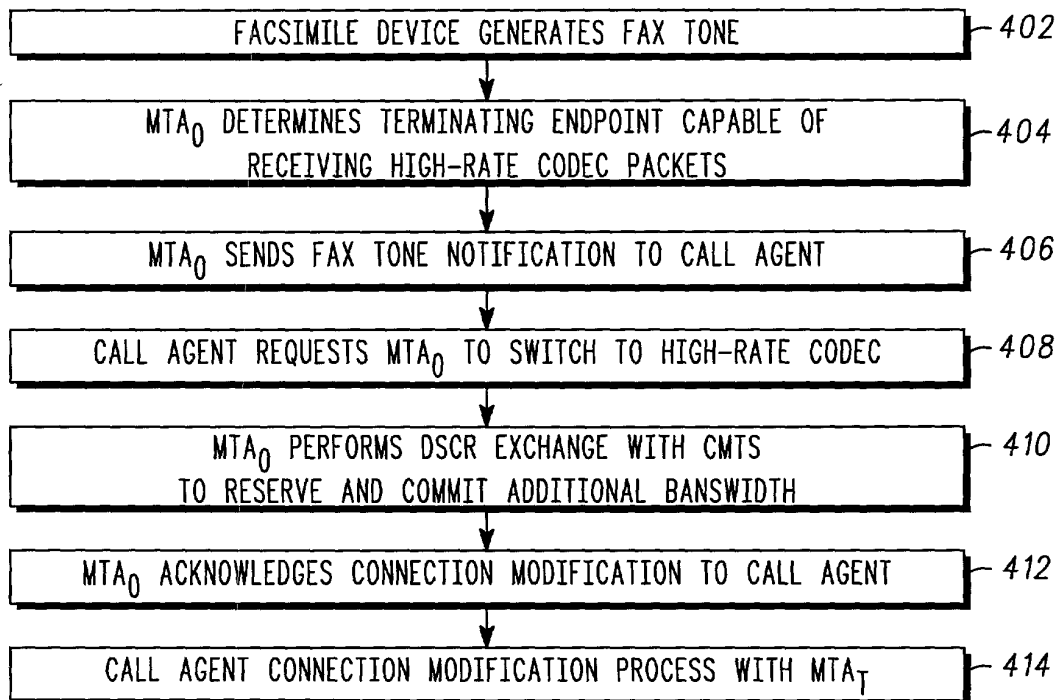 FACSIMILE DEVICE GENERATES FAX TONE 402
MTA0 DETERMINES TERMINATING ENDPOINT CAPABLE OF
RECEIVING HIGH-RATE CODEC PACKETS 404
MTA0 SENDS FAX TONE NOTIFICATION TO CALL AGENT 406
CALL AGENT REQUESTS MTA0 TO SWITCH TO HIGH-RATE CODEC 408
MTA0 PERFORMS DSCR EXCHANGE WITH CMTS 410
TO RESERVE AND COMMIT ADDITIONAL BANSWIDTH
MTA0 ACKNOWLEDGES CONNECTION MODIFICATION TO CALL AGENT 412
CALL AGENT CONNECTION MODIFICATION PROCESS WITH MTAT 414